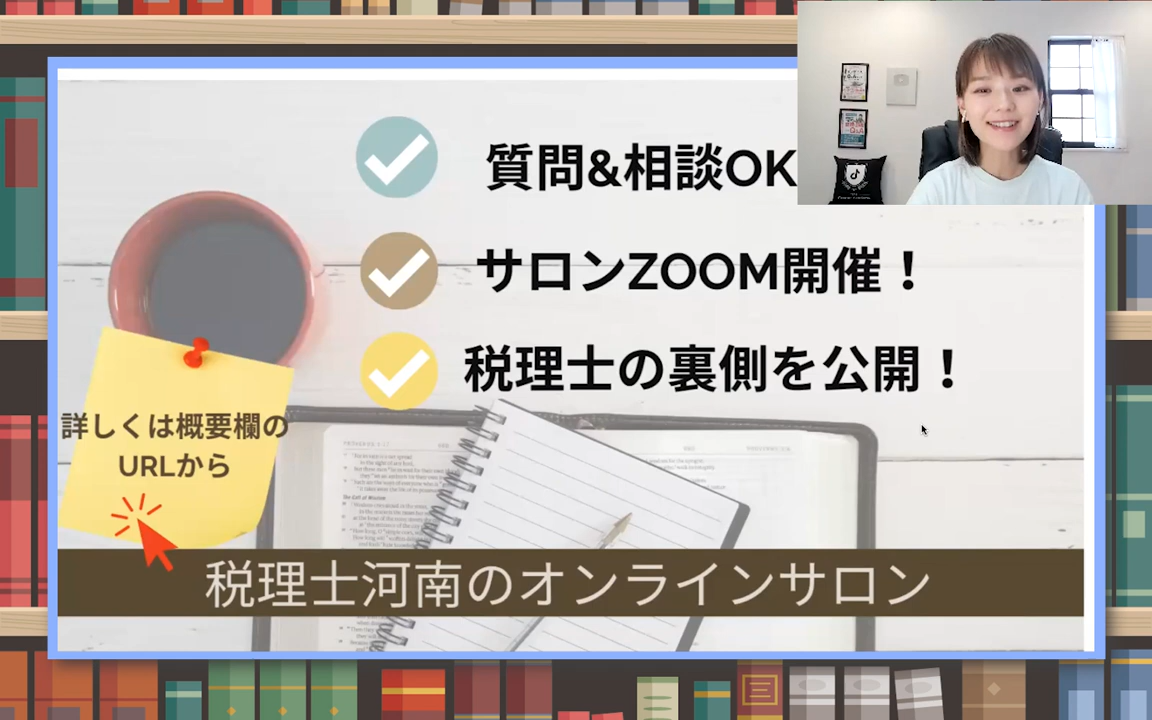 質問&相談OK
サロンZOOM開催！
税理士の裏側を公開！
詳しくは概要欄の
URLから
税理士河南のオンラインサロン